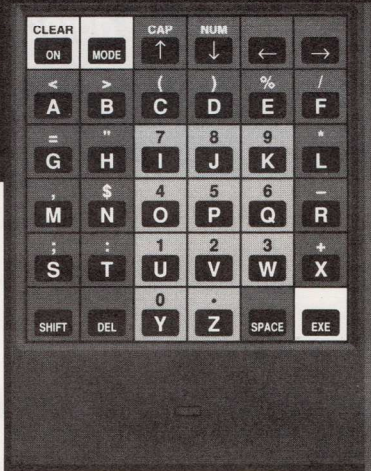 CLEAR CAP NUM
ON MODE ↑ ↓ ← →
< > ( ) % /
A B C D E F
= " 7 8 9 *
G H I J K L
, $ 4 5 6 −
M N O P Q R
; : 1 2 3 +
S T U V W X
0 .
SHIFT DEL Y Z SPACE EXE